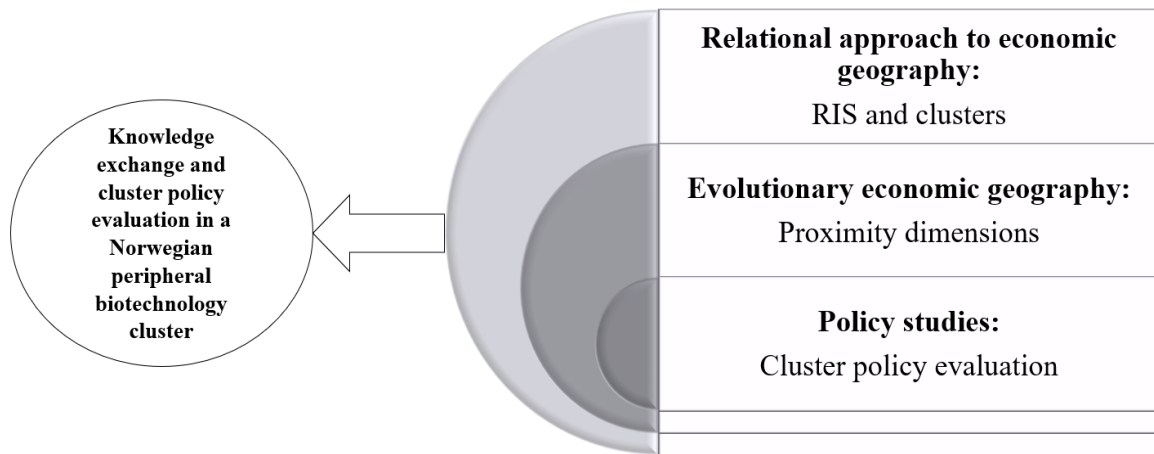 Knowledge
exchange and
cluster policy
evaluation in a
Norwegian
peripheral
biotechnology
cluster
Relational approach to economic
geography:
RIS and clusters
Evolutionary economic geography:
Proximity dimensions
Policy studies:
Cluster policy evaluation